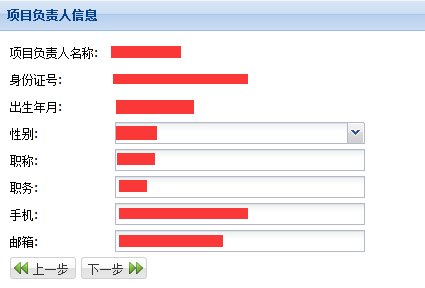 项目负责人信息
项目负责人名称:
身份证号:
出生年月:
性别:
职称:
职务:
手机:
邮箱:
上一步 下一步